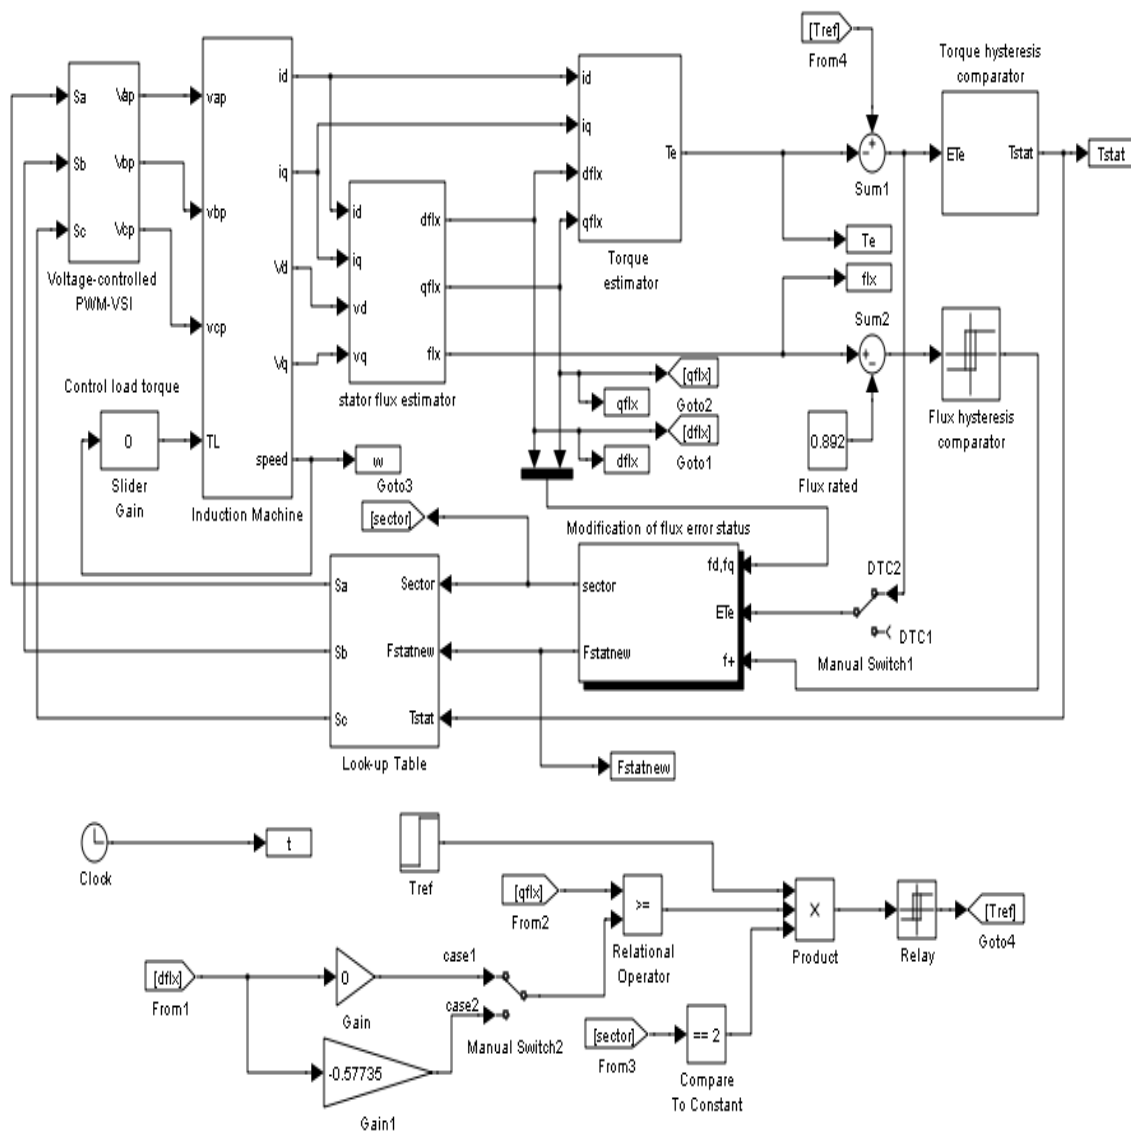 [Tref]
From4
Torque hysteresis
comparator
ETe
Tstat
Tstat
Sum1
Sa
Sb
Sc
Vap
Vbp
Vcp
Voltage-controlled
PWM-VSI
vap
vbp
vcp
TL
id
iq
Vd
Vq
speed
Induction Machine
id
iq
vd
vq
dflx
qflx
flx
stator flux estimator
id
iq
dflx
qflx
Te
Torque
estimator
Te
flx
Sum2
Flux hysteresis
comparator
0.892
Flux rated
Control load torque
0
Slider
Gain
w
Goto3
[sector]
[qflx]
Goto2
qflx
[dflx]
Goto1
dflx
Modification of flux error status
fd,fq
ETe
f+
sector
Fstatnew
DTC2
DTC1
Manual Switch1
Sa
Sb
Sc
Sector
Fstatnew
Tstat
Look-up Table
Fstatnew
Clock
t
Tref
[qflx]
From2
>=
Relational
Operator
X
Product
Relay
[Tref]
Goto4
[dflx]
From1
0
Gain
case1
case2
Manual Switch2
-0.57735
Gain1
[sector]
From3
== 2
Compare
To Constant